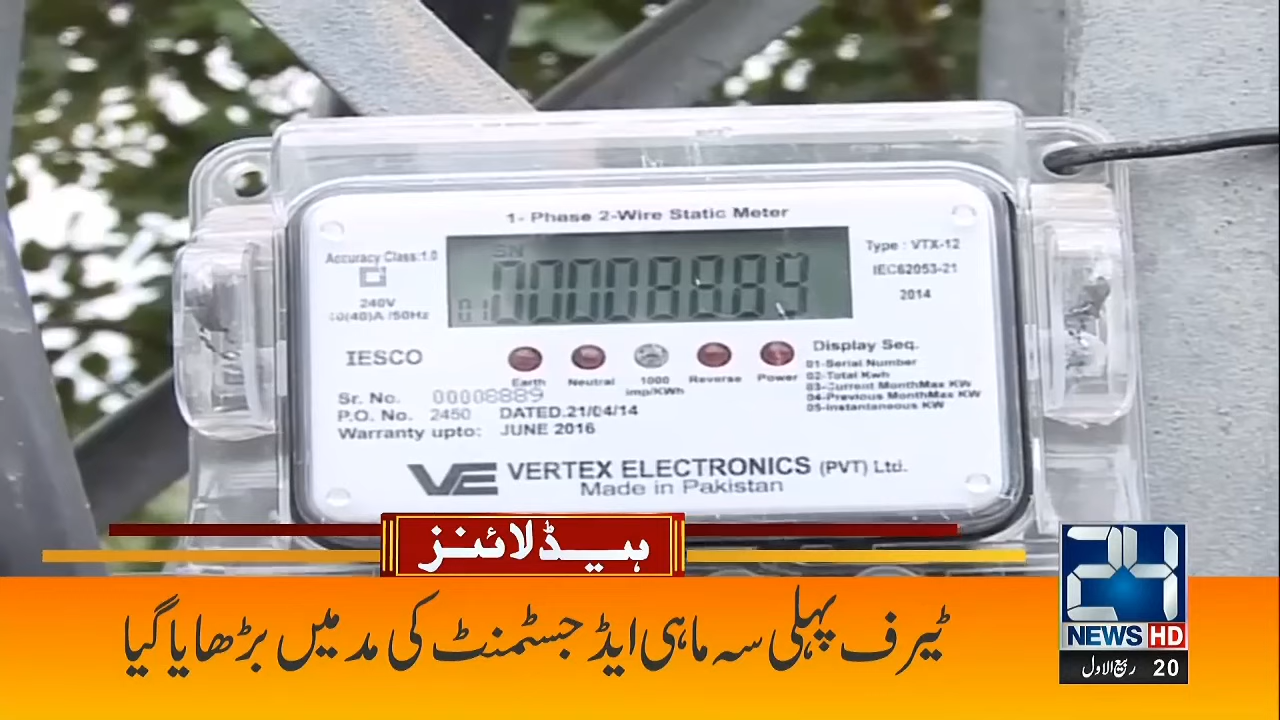 1- Phase 2-Wire Static Meter
Accuracy Class:1.0
240V
10(40)A /50Hz
SN
01 00008889
Type : VTX-12
IEC62053-21
2014
IESCO
Earth Neutral 1000 imp/KWh Reverse Power
Display Seq.
01-Serial Number
02-Total Kwh
03-Current MonthMax KW
04-Previous MonthMax KW
05-Instantaneous KW
Sr. No. 00008889
P.O. No. 2450 DATED.21/04/14
Warranty upto: JUNE 2016
VE VERTEX ELECTRONICS (PVT) Ltd.
Made in Pakistan
ہیڈلائنز
ٹیرف پہلی سہ ماہی ایڈجسٹمنٹ کی مد میں بڑھایا گیا
24
NEWS HD
20 ربیع الاول